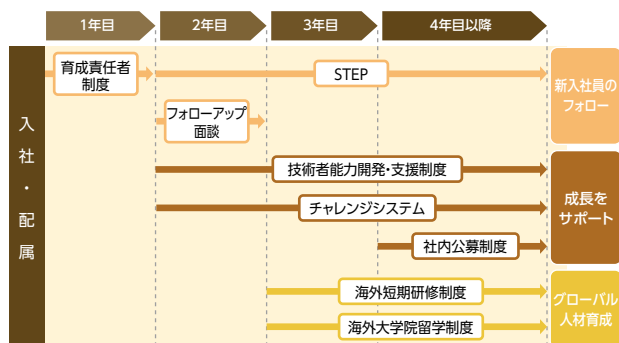 1年目
2年目
3年目
4年目以降
入社・配属
育成責任者
制度
STEP
フォローアップ
面談
新入社員の
フォロー
技術者能力開発・支援制度
チャレンジシステム
社内公募制度
成長を
サポート
海外短期研修制度
海外大学院留学制度
グローバル
人材育成